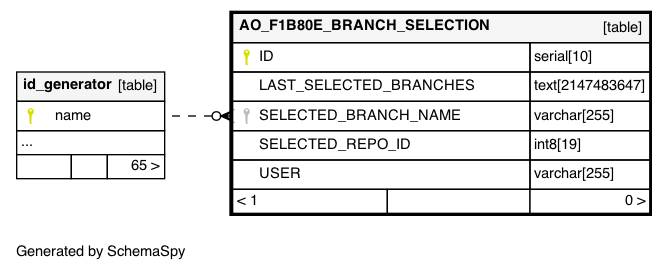 AO_F1B80E_BRANCH_SELECTION [table]
ID serial[10]
LAST_SELECTED_BRANCHES text[2147483647]
SELECTED_BRANCH_NAME varchar[255]
SELECTED_REPO_ID int8[19]
USER varchar[255]
< 1 0 >
id_generator [table]
name
...
65 >
Generated by SchemaSpy